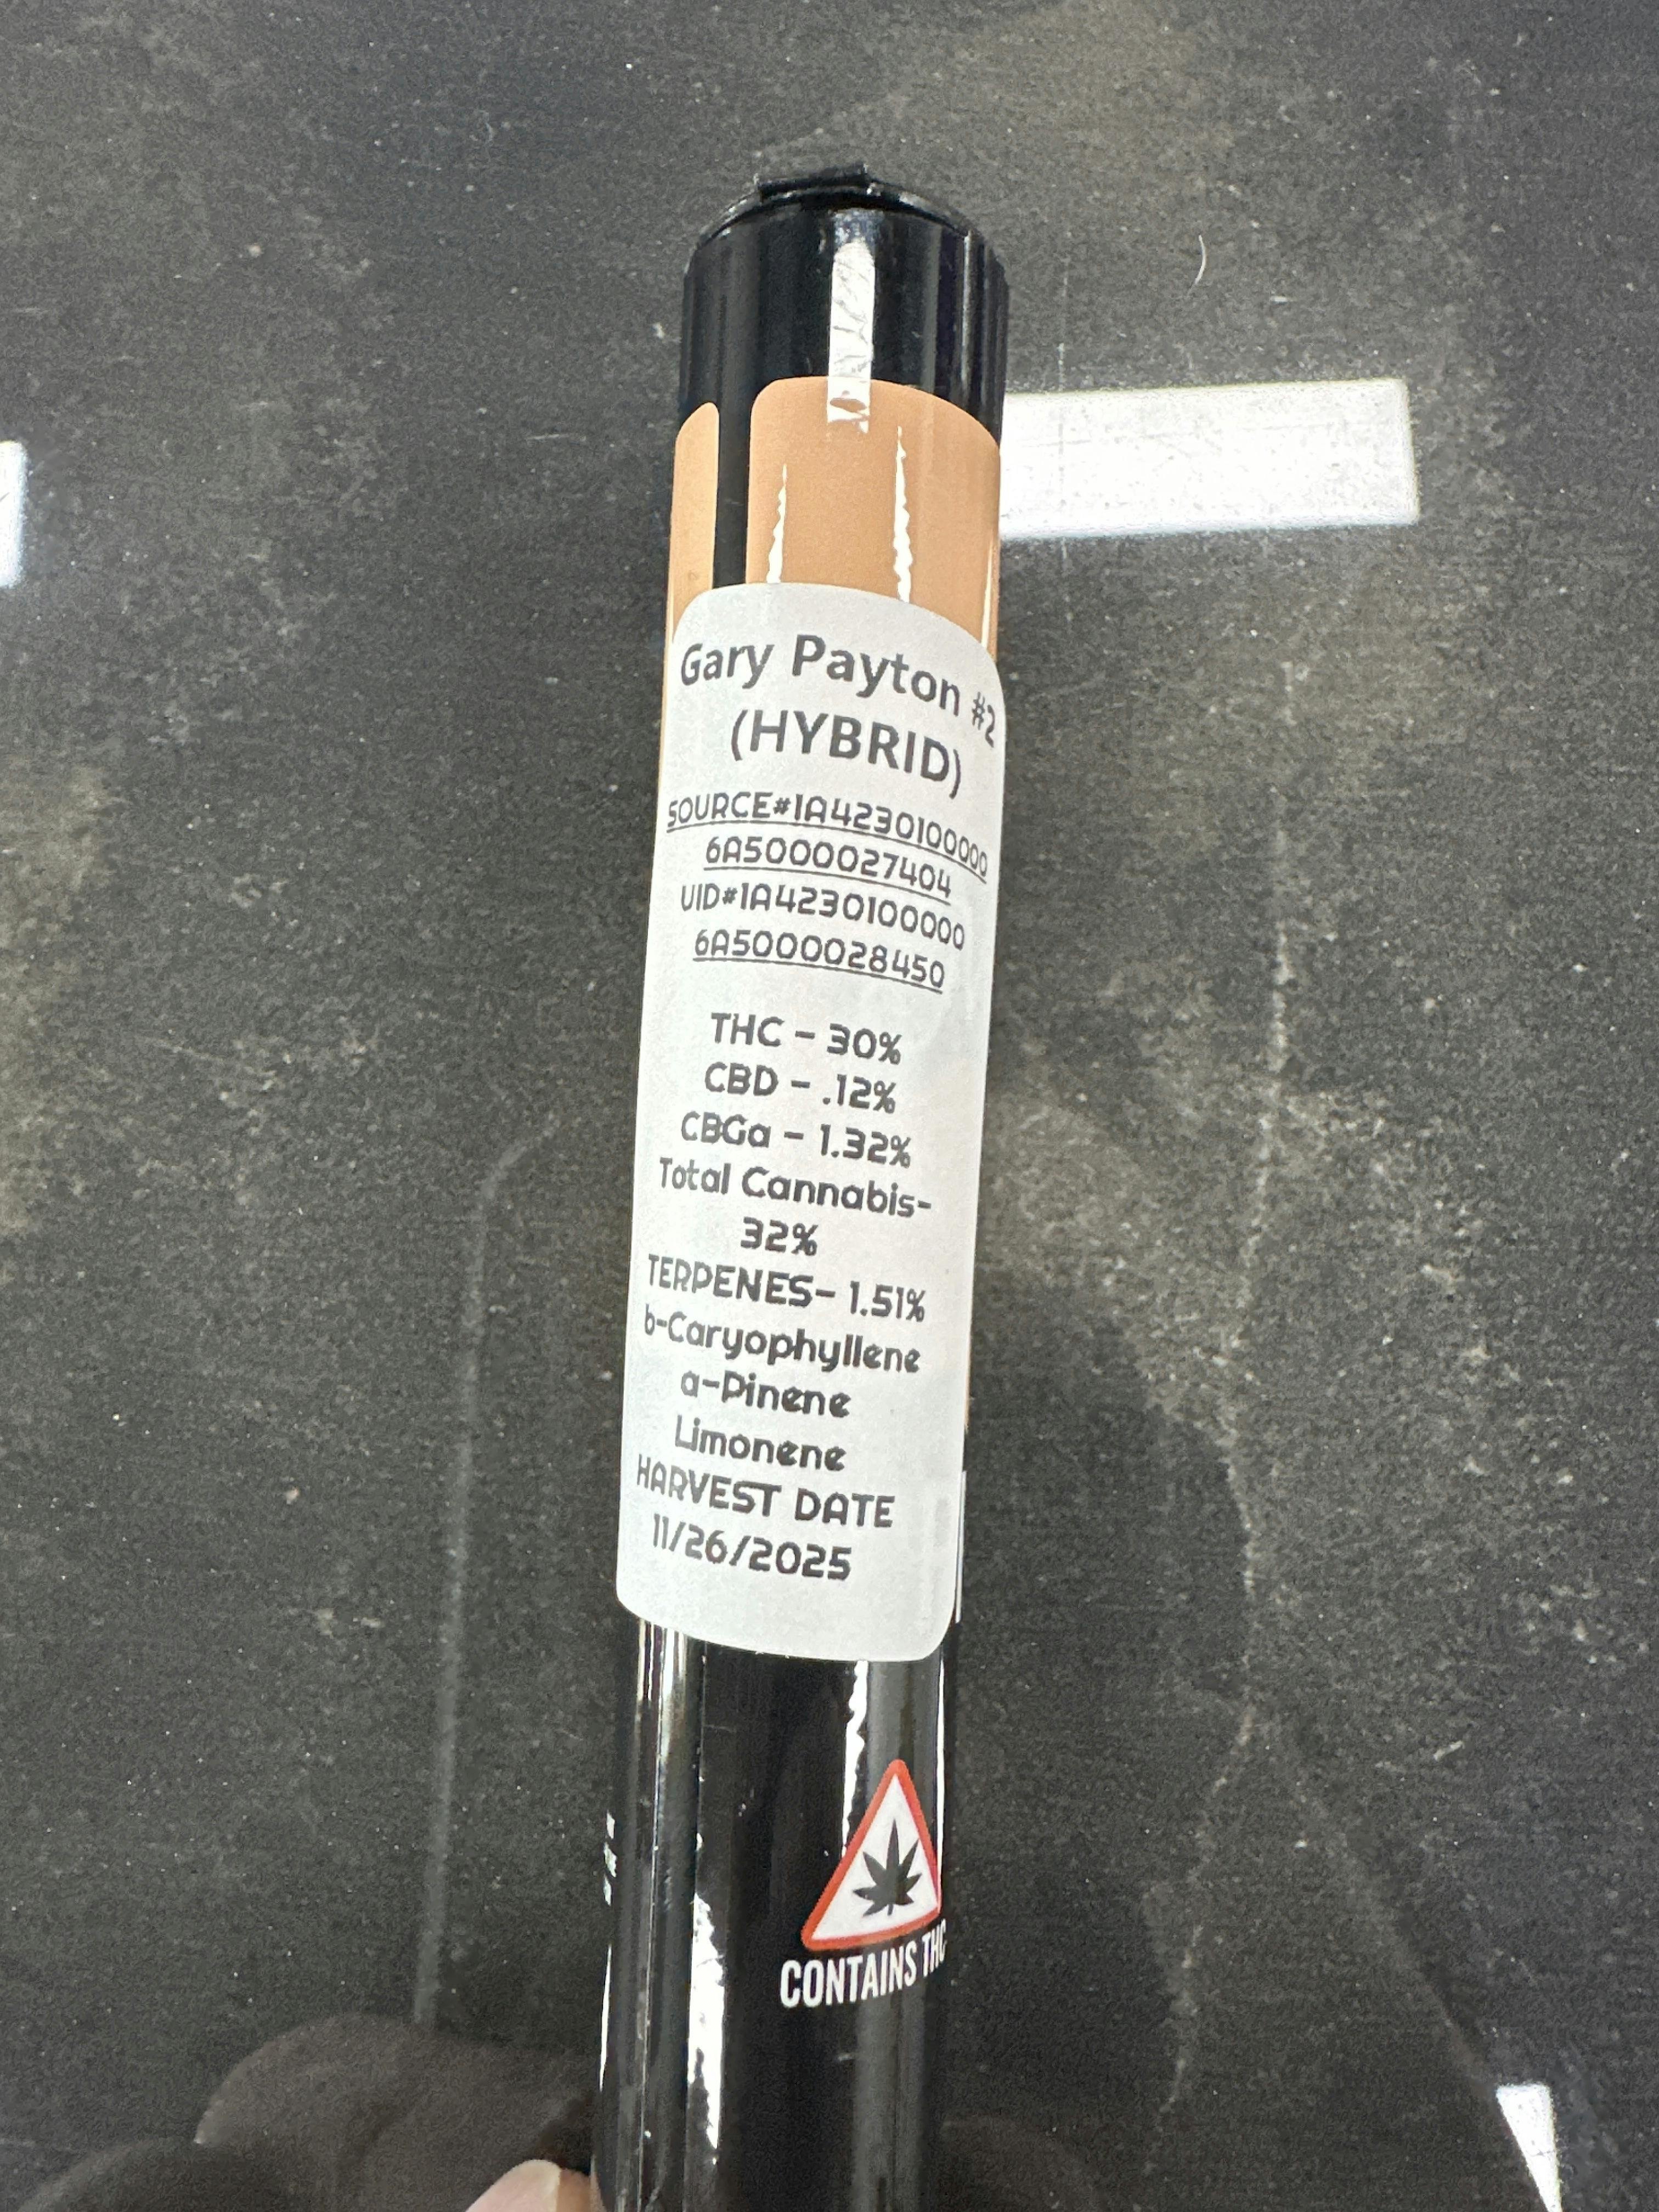 Gary Payton #2
(HYBRID)
SOURCE#1A4230100000
6A5000027404
UID#1A4230100000
6A5000028450
THC - 30%
CBD - .12%
CBGa - 1.32%
Total Cannabis-
32%
TERPENES- 1.51%
b-Caryophyllene
a-Pinene
Limonene
HARVEST DATE
11/26/2025
CONTAINS THC